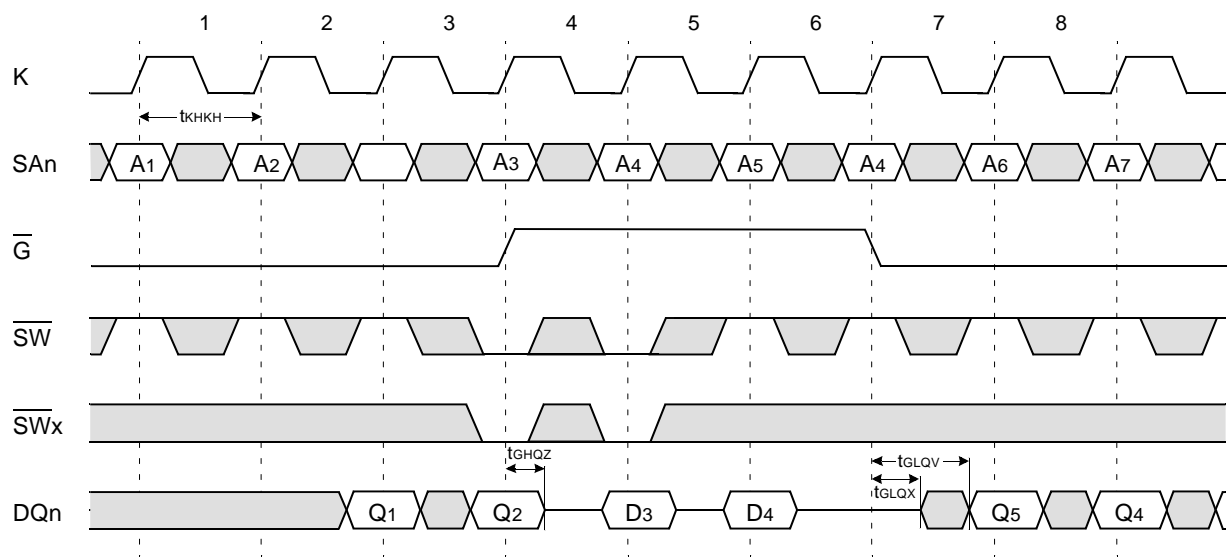 1 2 3 4 5 6 7 8
K
tKHKH
SAn A1 A2 A3 A4 A5 A4 A6 A7
G
SW
SWx
tGHQZ tGLQV
tGLQX
DQn Q1 Q2 D3 D4 Q5 Q4